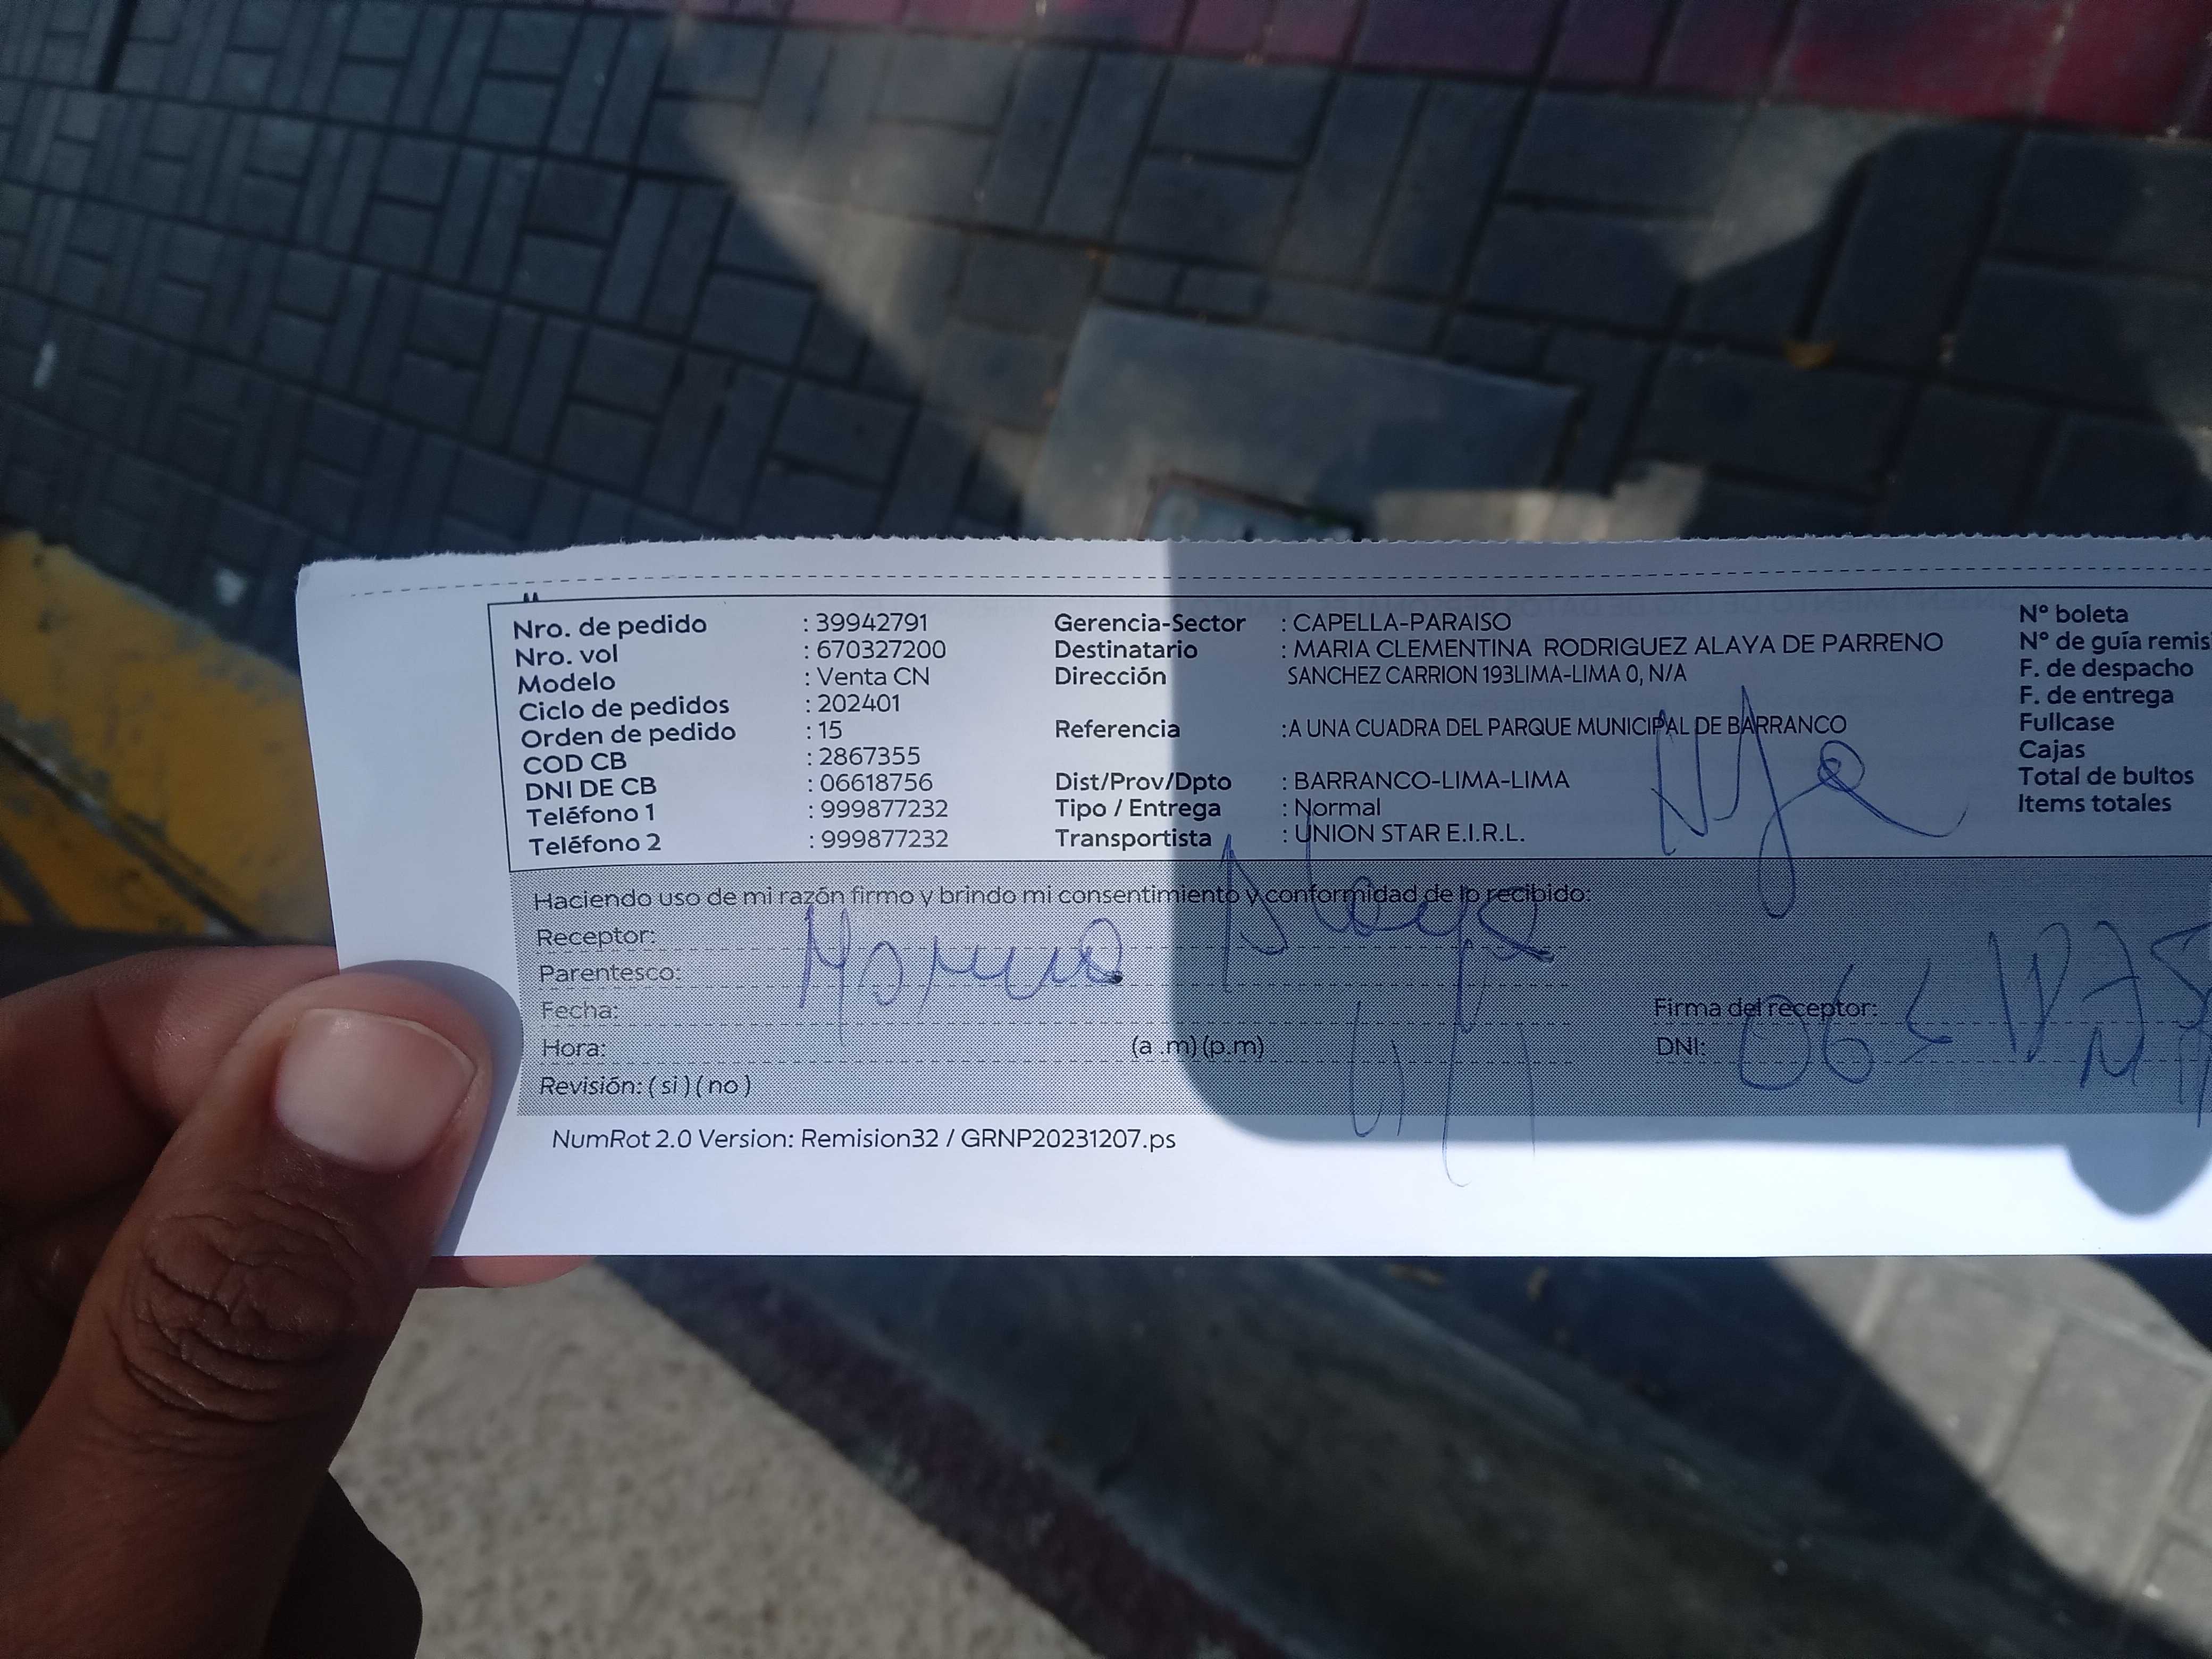 Nro. de pedido : 39942791 Gerencia-Sector : CAPELLA-PARAISO N° boleta
Nro. vol : 670327200 Destinatario : MARIA CLEMENTINA RODRIGUEZ ALAYA DE PARRENO N° de guía remis
Modelo : Venta CN Dirección SANCHEZ CARRION 193LIMA-LIMA 0, N/A F. de despacho
Ciclo de pedidos : 202401 F. de entrega
Orden de pedido : 15 Referencia :A UNA CUADRA DEL PARQUE MUNICIPAL DE BARRANCO Fullcase
COD CB : 2867355 Cajas
DNI DE CB : 06618756 Dist/Prov/Dpto : BARRANCO-LIMA-LIMA Total de bultos
Teléfono 1 : 999877232 Tipo / Entrega : Normal Items totales
Teléfono 2 : 999877232 Transportista : UNION STAR E.I.R.L.
Haciendo uso de mi razón firmo y brindo mi consentimiento y conformidad de lo recibido:
Receptor:
Parentesco:
Fecha: Firma del receptor:
Hora: (a .m) (p.m) DNI:
Revisión: ( si ) ( no )
NumRot 2.0 Version: Remision32 / GRNP20231207.ps